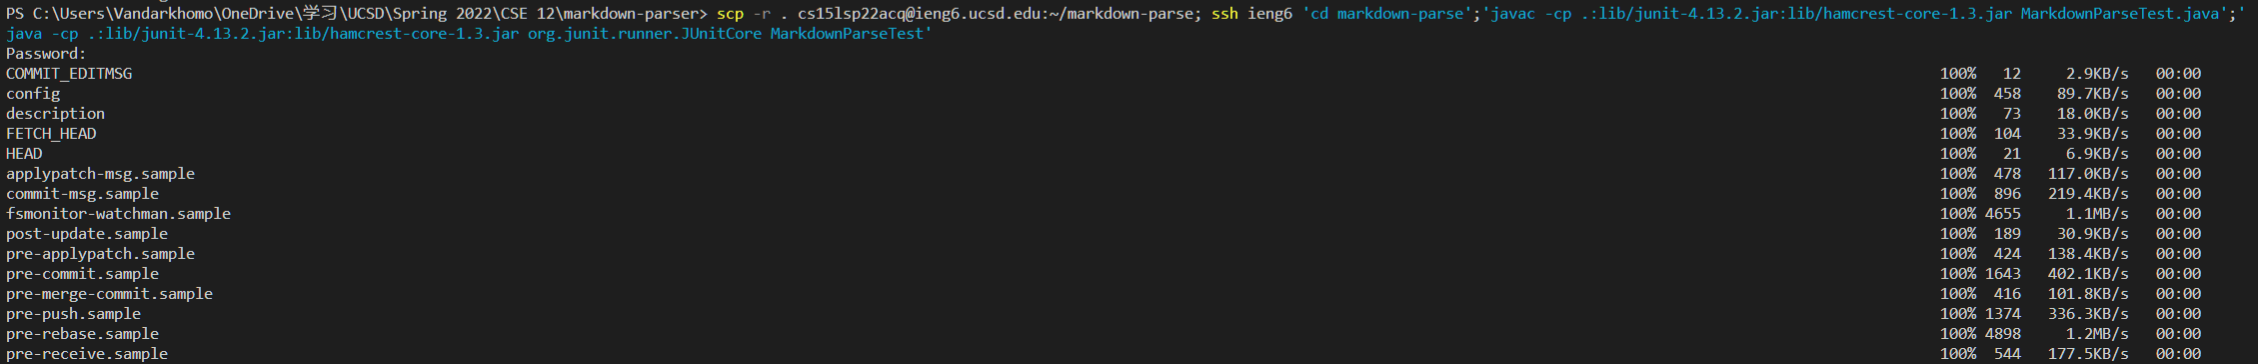 PS C:\Users\Vandarkhomo\OneDrive\学习\UCSD\Spring 2022\CSE 12\markdown-parser> scp -r . cs15lsp22acq@ieng6.ucsd.edu:~/markdown-parse; ssh ieng6 'cd markdown-parse';'javac -cp .:lib/junit-4.13.2.jar:lib/hamcrest-core-1.3.jar MarkdownParseTest.java';'
java -cp .:lib/junit-4.13.2.jar:lib/hamcrest-core-1.3.jar org.junit.runner.JUnitCore MarkdownParseTest'
Password:
COMMIT_EDITMSG 100% 12 2.9KB/s 00:00
config 100% 458 89.7KB/s 00:00
description 100% 73 18.0KB/s 00:00
FETCH_HEAD 100% 104 33.9KB/s 00:00
HEAD 100% 21 6.9KB/s 00:00
applypatch-msg.sample 100% 478 117.0KB/s 00:00
commit-msg.sample 100% 896 219.4KB/s 00:00
fsmonitor-watchman.sample 100% 4655 1.1MB/s 00:00
post-update.sample 100% 189 30.9KB/s 00:00
pre-applypatch.sample 100% 424 138.4KB/s 00:00
pre-commit.sample 100% 1643 402.1KB/s 00:00
pre-merge-commit.sample 100% 416 101.8KB/s 00:00
pre-push.sample 100% 1374 336.3KB/s 00:00
pre-rebase.sample 100% 4898 1.2MB/s 00:00
pre-receive.sample 100% 544 177.5KB/s 00:00